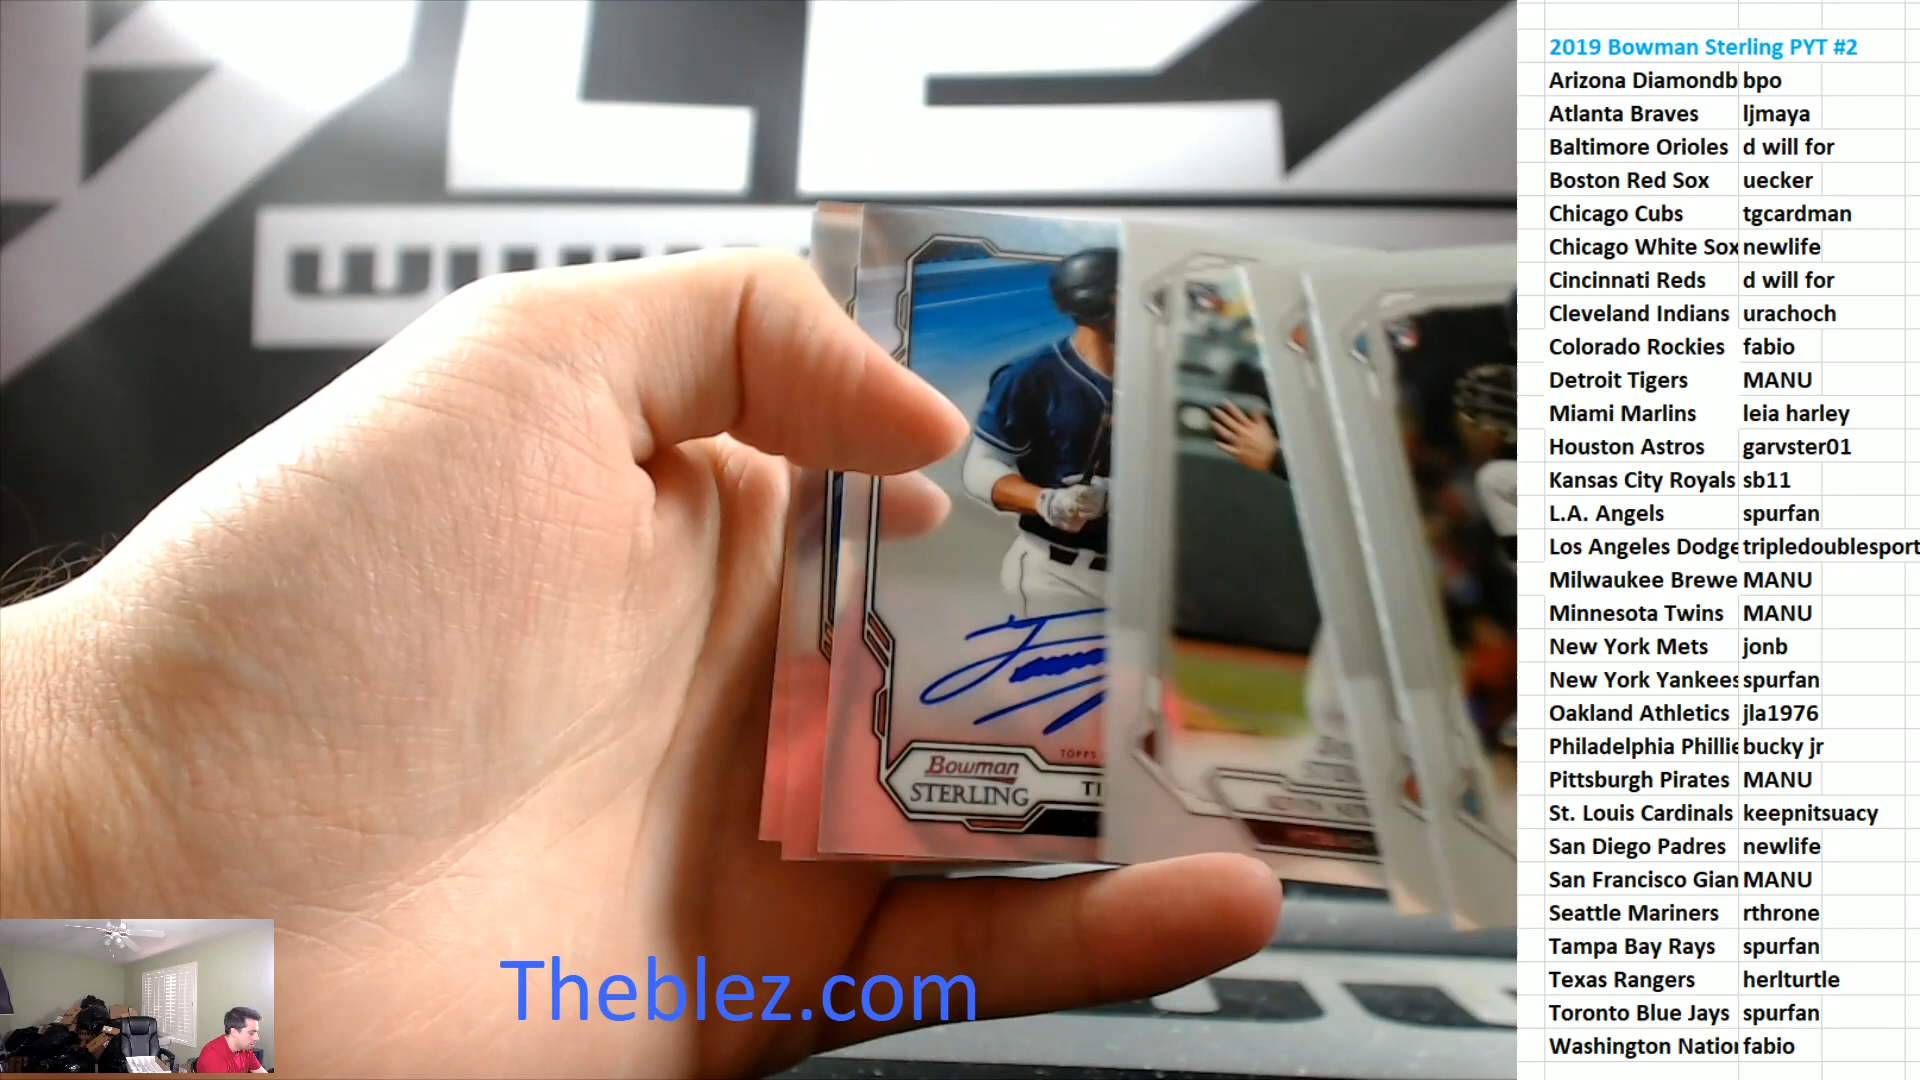 2019 Bowman Sterling PYT #2
Arizona Diamondb bpo
Atlanta Braves ljmaya
Baltimore Orioles d will for
Boston Red Sox uecker
Chicago Cubs tgcardman
Chicago White Sox newlife
Cincinnati Reds d will for
Cleveland Indians urachoch
Colorado Rockies fabio
Detroit Tigers MANU
Miami Marlins leia harley
Houston Astros garvster01
Kansas City Royals sb11
L.A. Angels spurfan
Los Angeles Dodge tripledoublesport
Milwaukee Brewe MANU
Minnesota Twins MANU
New York Mets jonb
New York Yankees spurfan
Oakland Athletics jla1976
Philadelphia Phillie bucky jr
Pittsburgh Pirates MANU
St. Louis Cardinals keepnitsuacy
San Diego Padres newlife
San Francisco Gian MANU
Seattle Mariners rthrone
Tampa Bay Rays spurfan
Texas Rangers herlturtle
Toronto Blue Jays spurfan
Washington Natio fabio
TOPPS
Bowman
STERLING
TI
Theblez.com